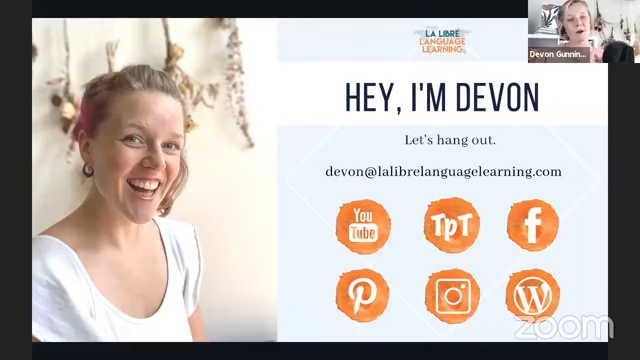 LA LIBRE
LANGUAGE
LEARNING
Devon Gunnin...
HEY, I'M DEVON
Let's hang out.
devon@lalibrelanguagelearning.com
You
Tube
TpT
f
zoom